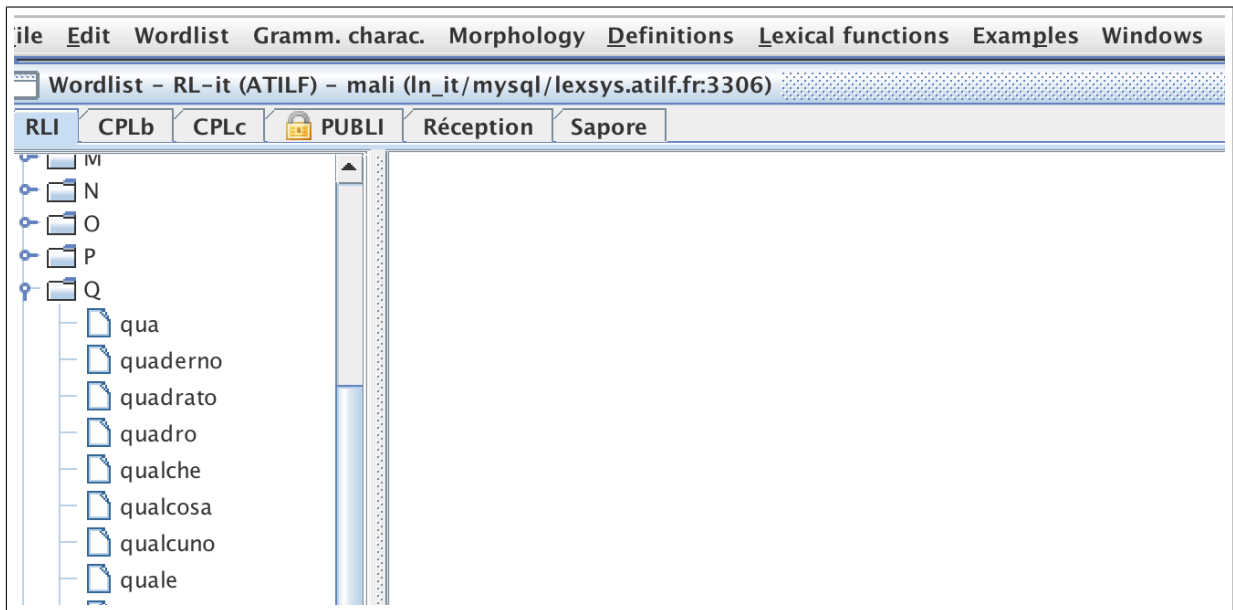 ile Edit Wordlist Gramm. charac. Morphology Definitions Lexical functions Examples Windows
Wordlist – RL-it (ATILF) – mali (ln_it/mysql/lexsys.atilf.fr:3306)
RLI CPLb CPLc PUBLI Réception Sapore
M
N
O
P
Q
qua
quaderno
quadrato
quadro
qualche
qualcosa
qualcuno
quale